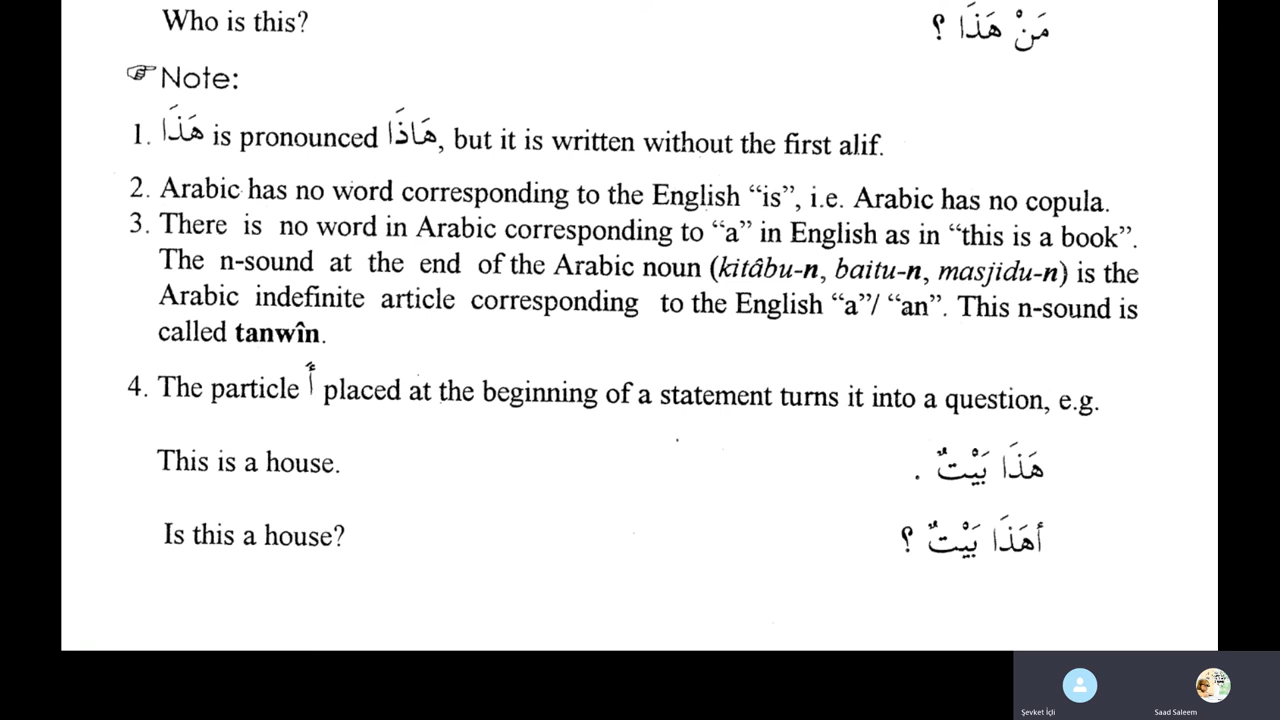 Who is this? مَنْ هَذَا ؟
Note:
1. هَذَا is pronounced هَاذَا, but it is written without the first alif.
2. Arabic has no word corresponding to the English “is”, i.e. Arabic has no copula.
3. There is no word in Arabic corresponding to “a” in English as in “this is a book”.
The n-sound at the end of the Arabic noun (kitâbu-n, baitu-n, masjidu-n) is the
Arabic indefinite article corresponding to the English “a”/ “an”. This n-sound is
called tanwîn.
4. The particle أَ placed at the beginning of a statement turns it into a question, e.g.
This is a house. هَذَا بَيْتٌ .
Is this a house? أهَذَا بَيْتٌ ؟
Şevket İçli
Saad Saleem